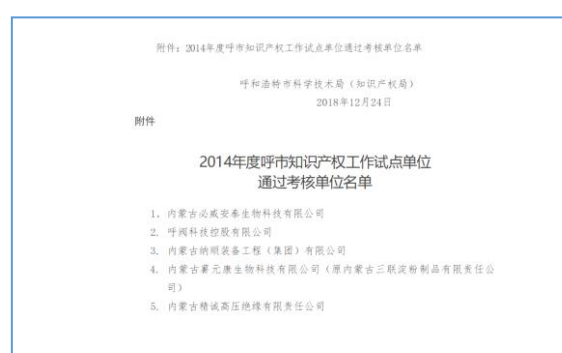 附件：2014年度呼市知识产权工作试点单位通过考核单位名单
呼和浩特市科学技术局（知识产权局）
2018年12月24日
附件
2014年度呼市知识产权工作试点单位
通过考核单位名单
1、内蒙古必威安泰生物科技有限公司
2. 呼阀科技控股有限公司
3. 内蒙古纳顺装备工程（集团）有限公司
4. 内蒙古蒙元康生物科技有限公司（原内蒙古三联淀粉制品有限责任公
司）
5. 内蒙古精诚高压绝缘有限责任公司